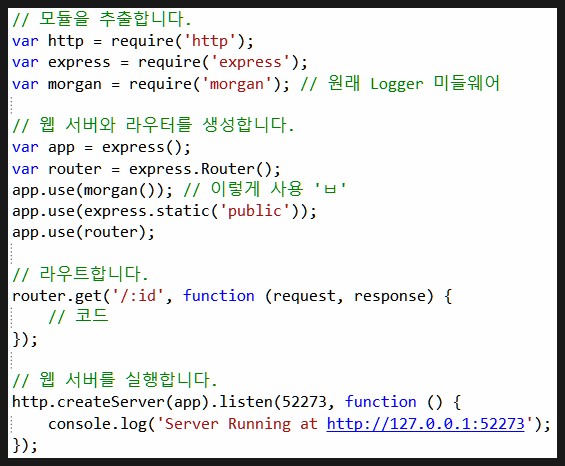 // 모듈을 추출합니다.
var http = require('http');
var express = require('express');
var morgan = require('morgan'); // 원래 Logger 미들웨어
// 웹 서버와 라우터를 생성합니다.
var app = express();
var router = express.Router();
app.use(morgan()); // 이렇게 사용 'ㅂ'
app.use(express.static('public'));
app.use(router);
// 라우트합니다.
router.get('/:id', function (request, response) {
    // 코드
});
// 웹 서버를 실행합니다.
http.createServer(app).listen(52273, function () {
    console.log('Server Running at http://127.0.0.1:52273');
});